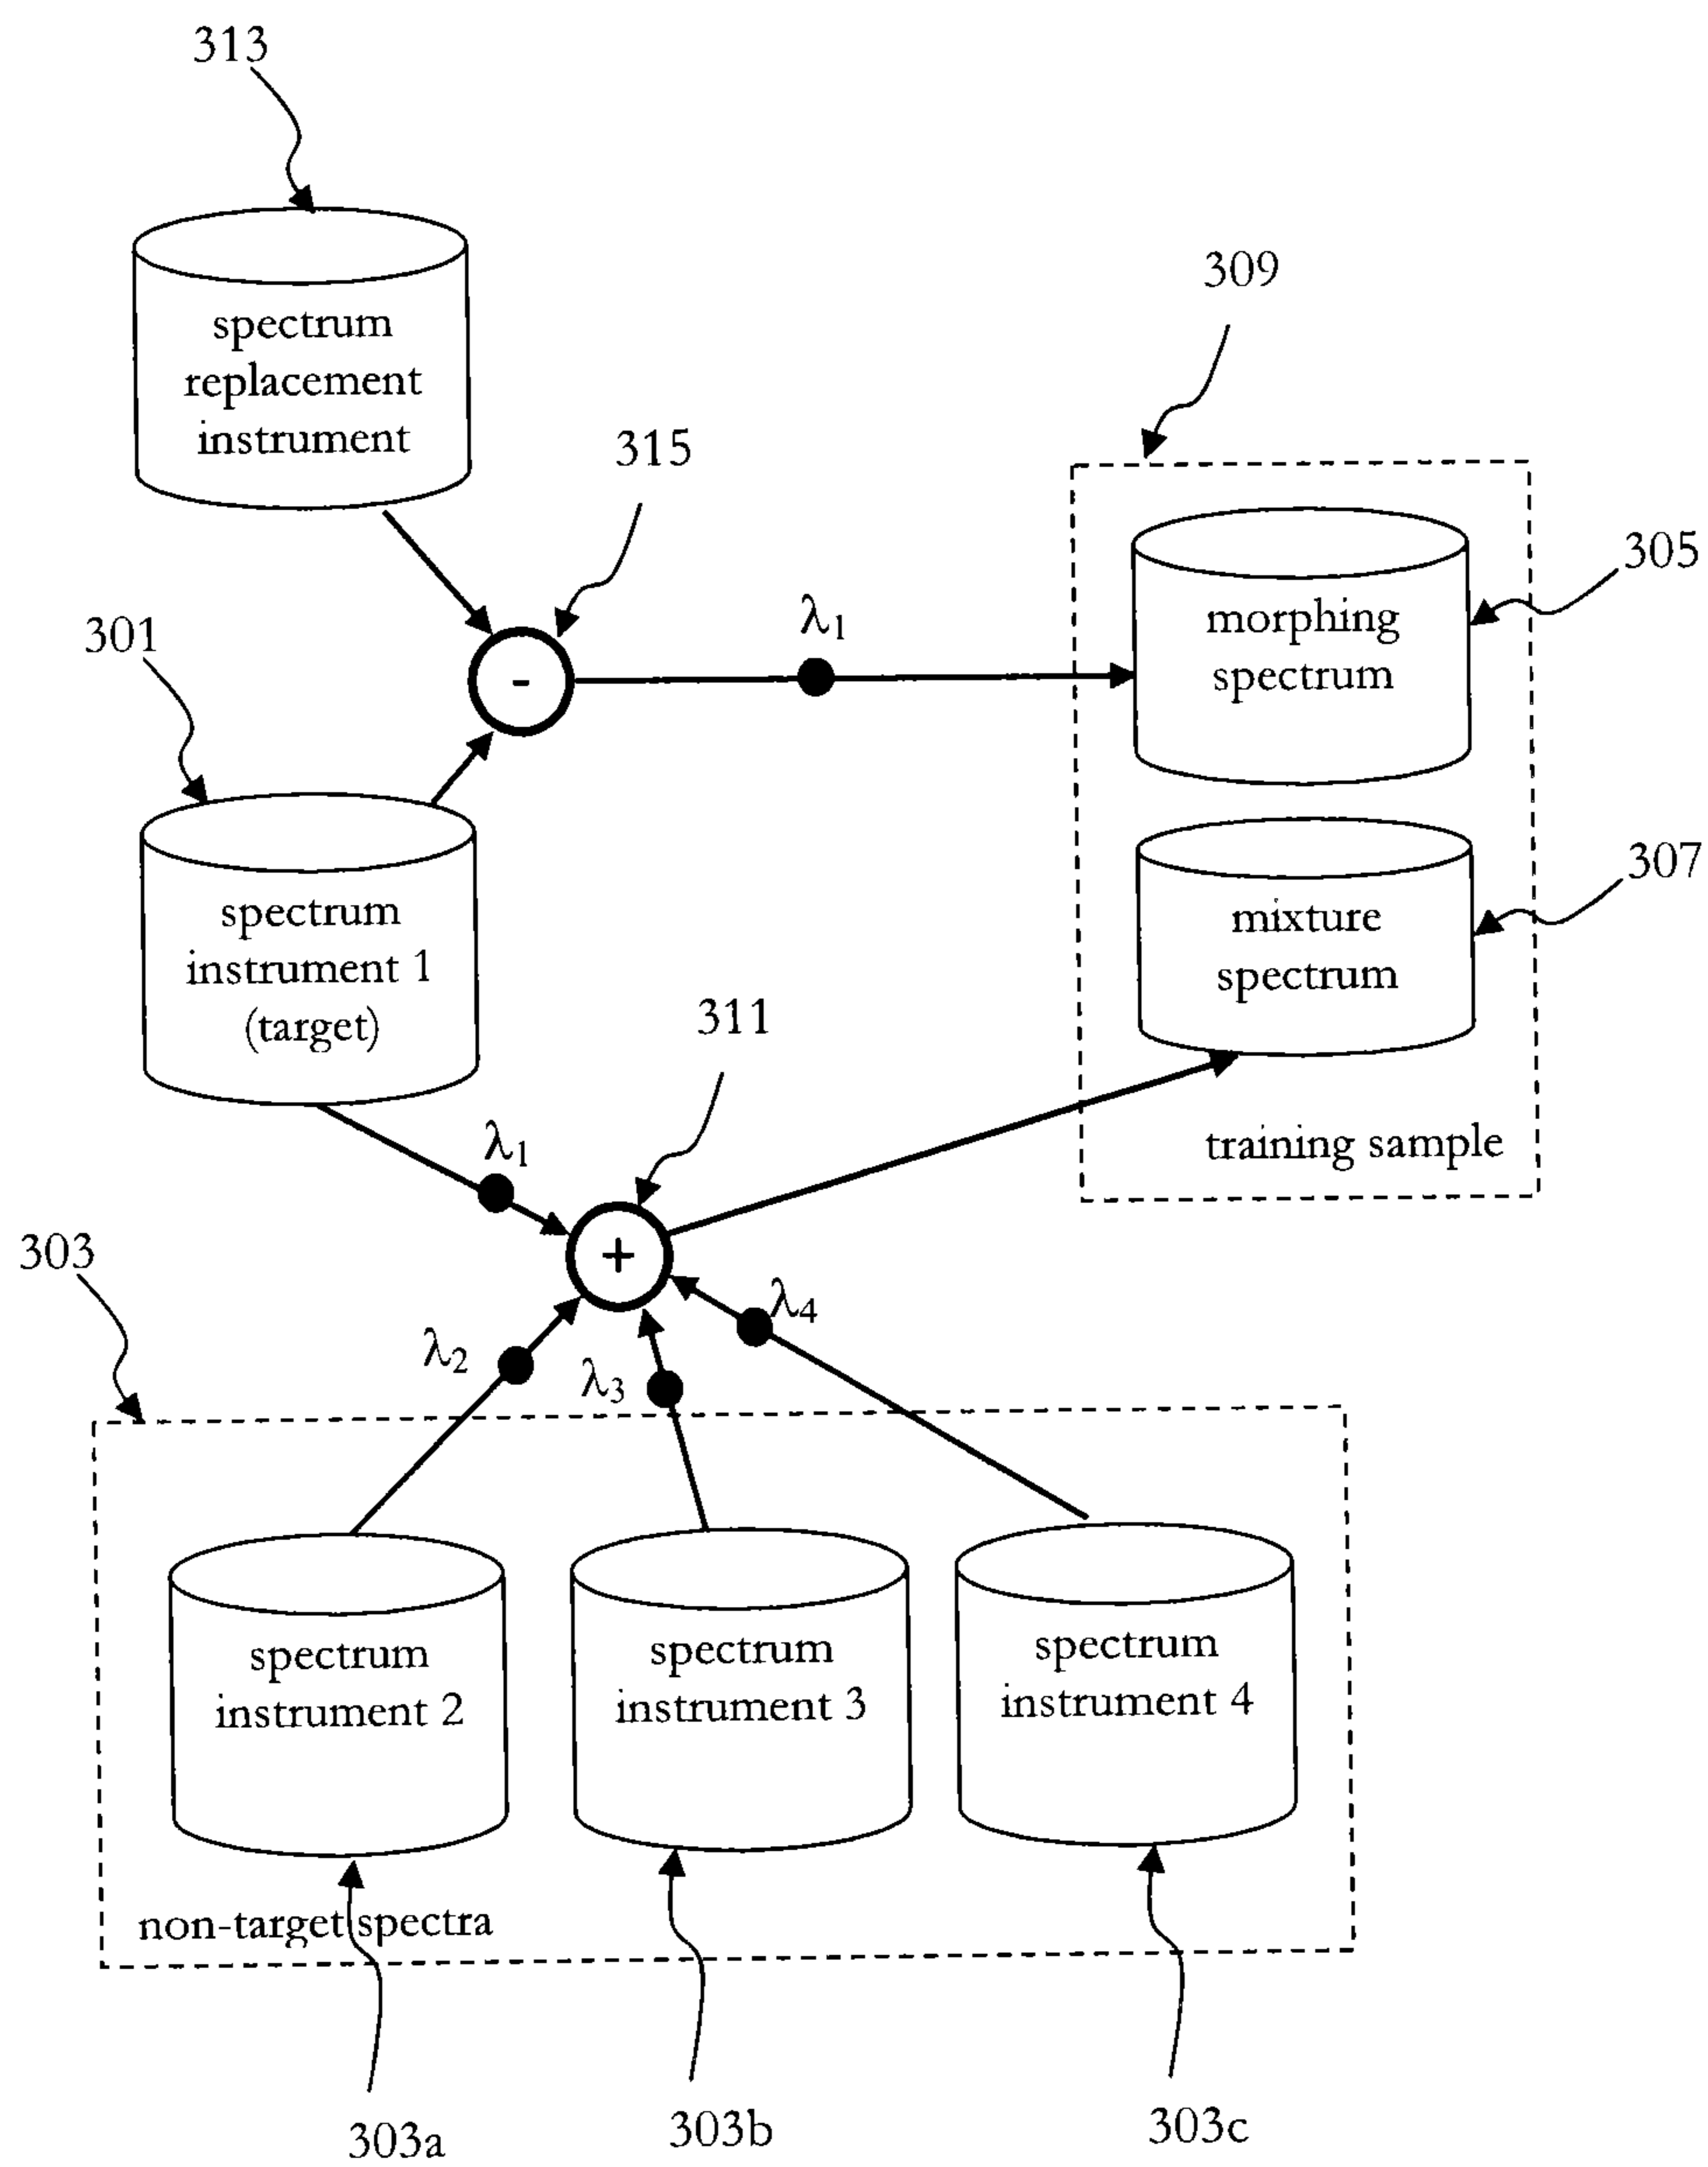 313
spectrum
replacement
instrument
315
309
λ1
morphing
spectrum
305
-
301
spectrum
instrument 1
(target)
mixture
spectrum
307
training sample
311
λ1
+
303
λ2
λ3
λ4
spectrum
instrument 2
spectrum
instrument 3
spectrum
instrument 4
non-target spectra
303a
303b
303c